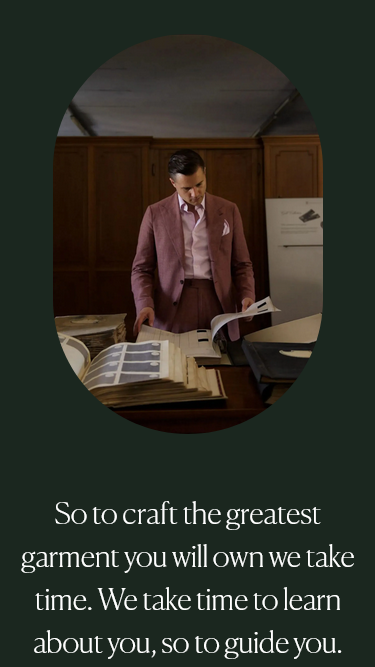 So to craft the greatest
garment you will own we take
time. We take time to learn
about you, so to guide you.